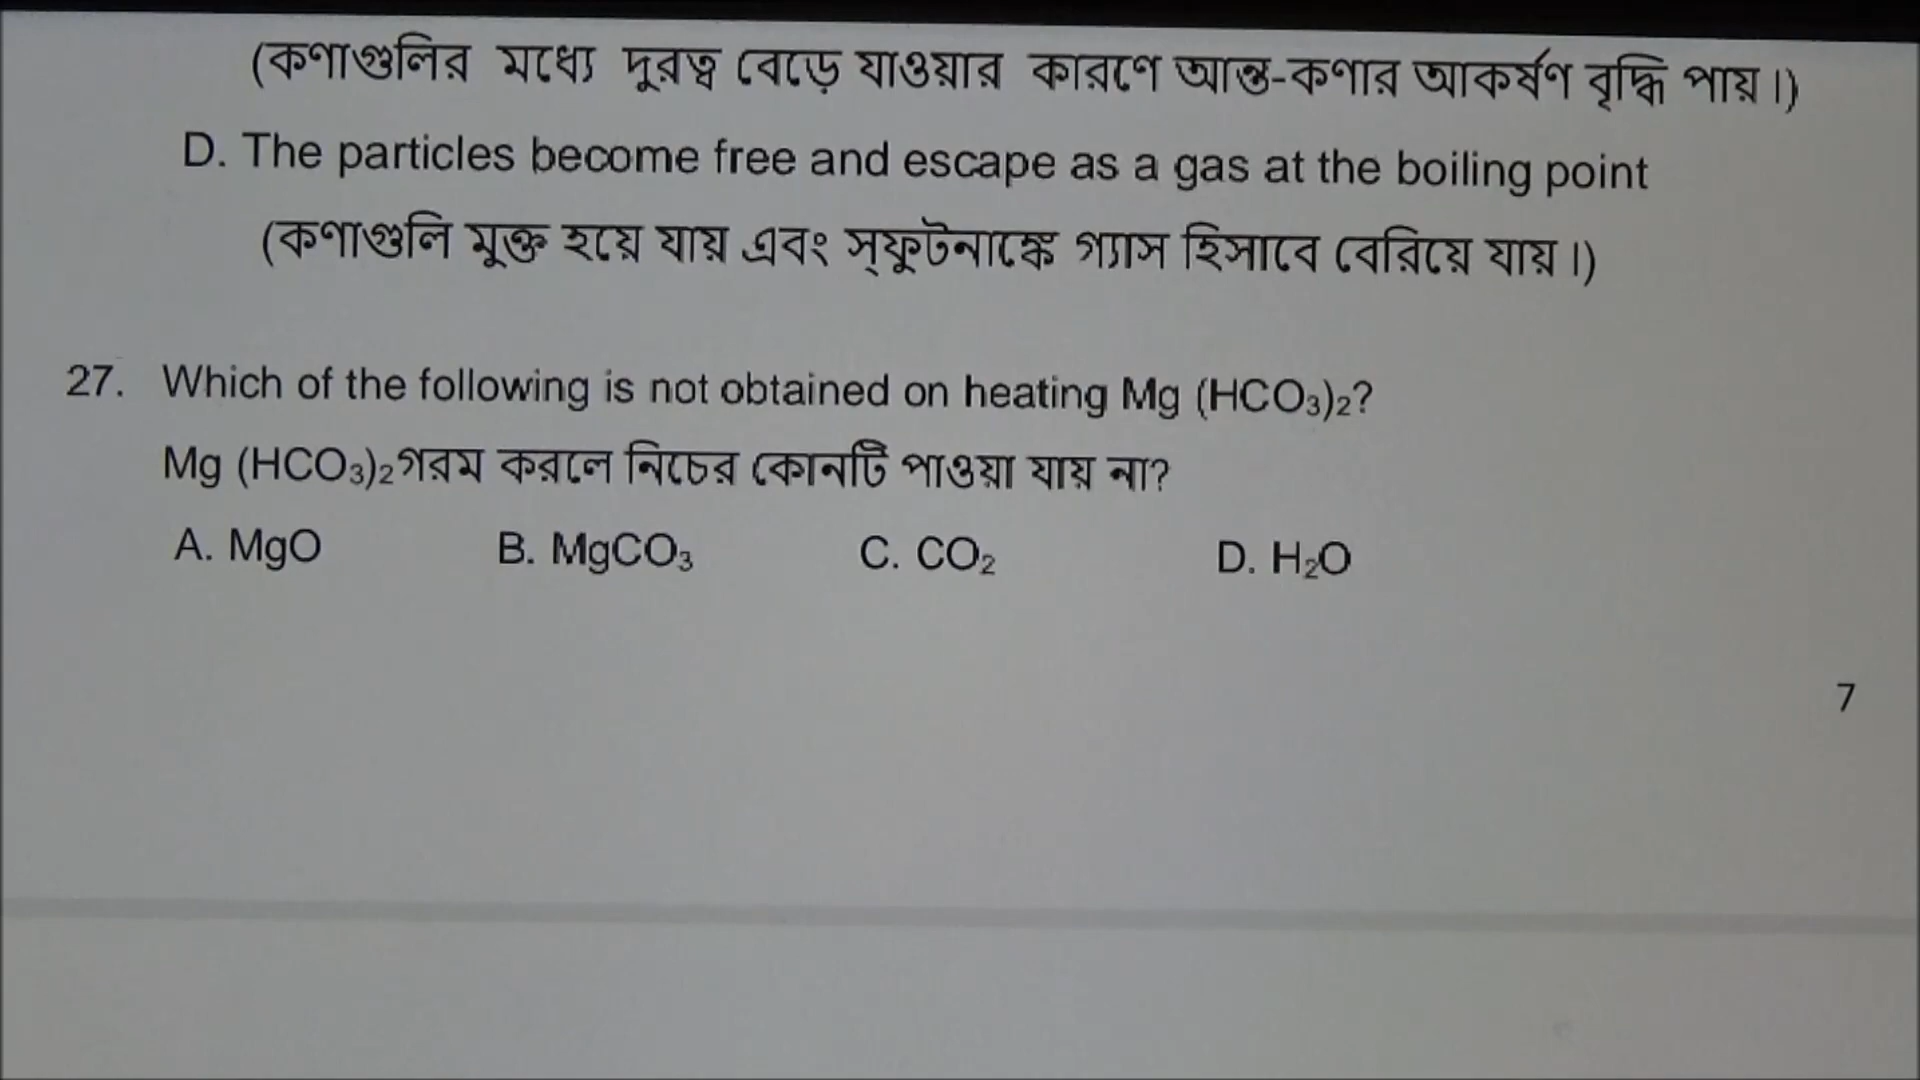 (কণাগুলির মধ্যে দুরত্ব বেড়ে যাওয়ার কারণে আন্ত-কণার আকর্ষণ বৃদ্ধি পায়।)
D. The particles become free and escape as a gas at the boiling point
(কণাগুলি মুক্ত হয়ে যায় এবং স্ফুটনাঙ্কে গ্যাস হিসাবে বেরিয়ে যায়।)
27. Which of the following is not obtained on heating Mg (HCO₃)₂?
Mg (HCO₃)₂গরম করলে নিচের কোনটি পাওয়া যায় না?
A. MgO B. MgCO₃ C. CO₂ D. H₂O
7